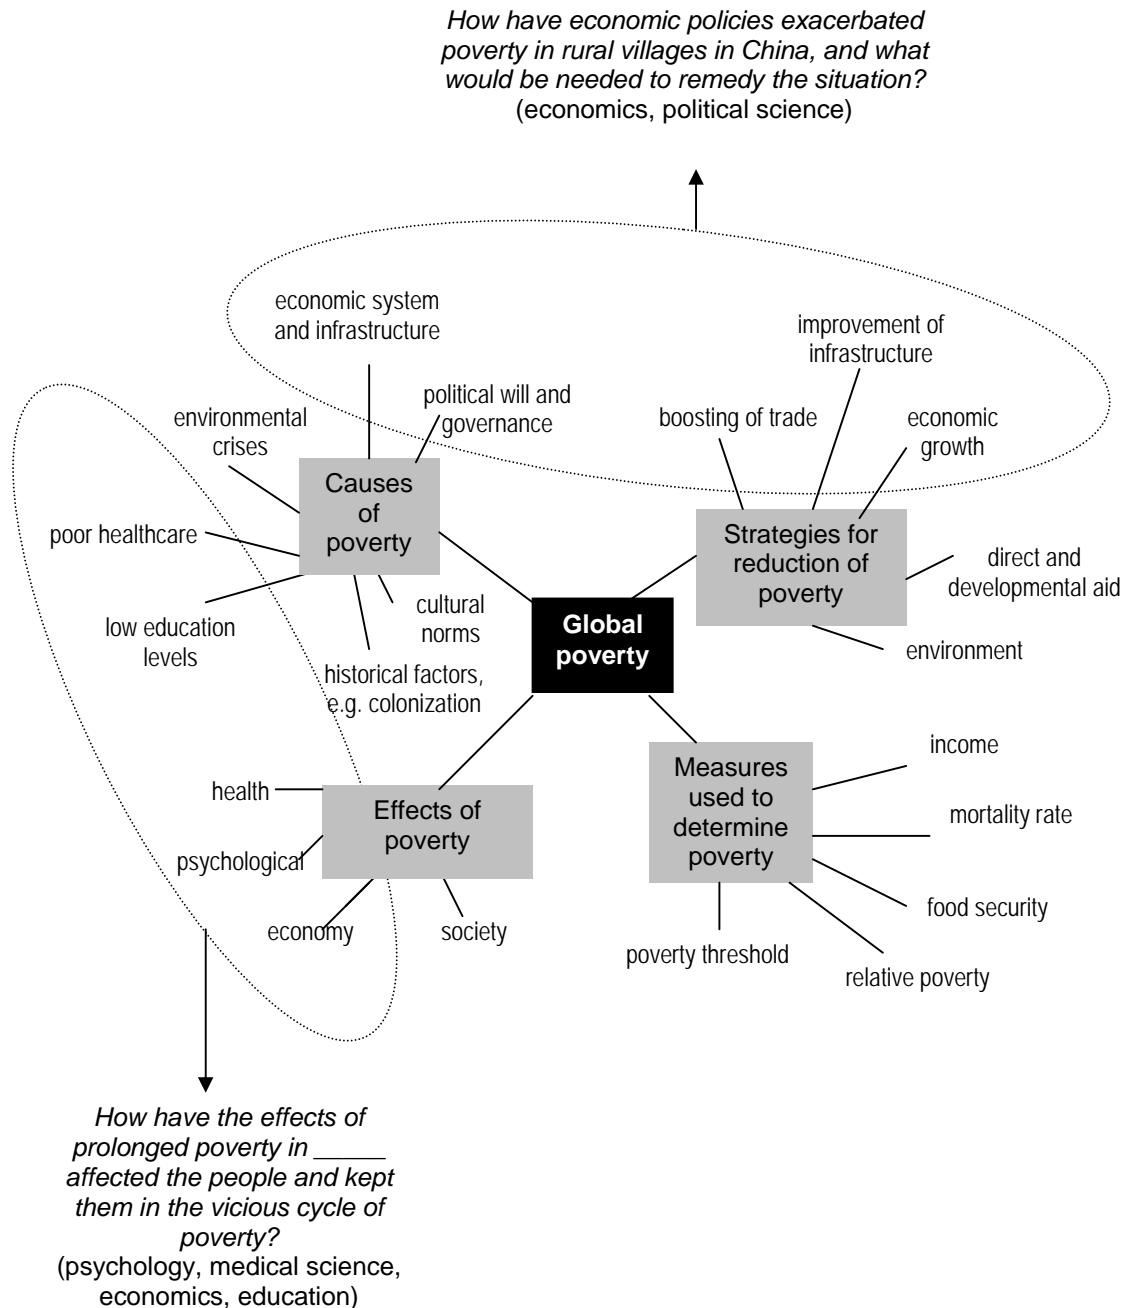 How have economic policies exacerbated
poverty in rural villages in China, and what
would be needed to remedy the situation?
(economics, political science)
economic system
and infrastructure
political will and
governance
environmental
crises
poor healthcare
low education
levels
historical factors,
e.g. colonization
cultural
norms
Causes
of
poverty
improvement of
infrastructure
boosting of trade
economic
growth
Strategies for
reduction of
poverty
direct and
developmental aid
environment
Global
poverty
health
psychological
economy
society
Effects of
poverty
Measures
used to
determine
poverty
income
mortality rate
food security
relative poverty
poverty threshold
How have the effects of
prolonged poverty in _____
affected the people and kept
them in the vicious cycle of
poverty?
(psychology, medical science,
economics, education)